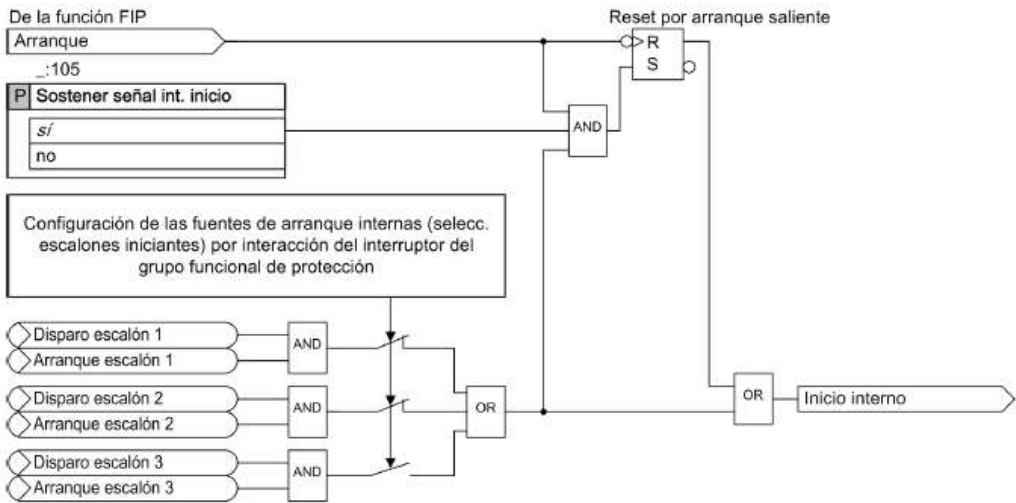 De la función FIP
Reset por arranque saliente
Arranque
R
S
_:105
P Sostener señal int. inicio
sí
no
AND
Configuración de las fuentes de arranque internas (selecc.
escalones iniciantes) por interacción del interruptor del
grupo funcional de protección
Disparo escalón 1
Arranque escalón 1
AND
Disparo escalón 2
Arranque escalón 2
AND
OR
OR
Inicio interno
Disparo escalón 3
Arranque escalón 3
AND